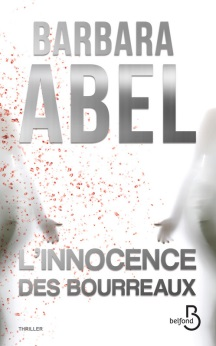 BARBARA
ABEL
L'INNOCENCE
DES BOURREAUX
THRILLER
B
belfond